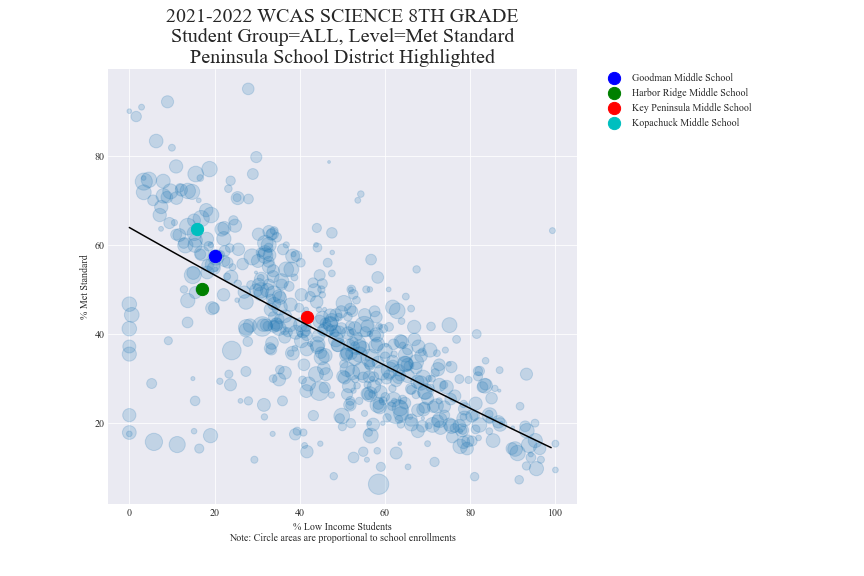 2021-2022 WCAS SCIENCE 8TH GRADE
Student Group=ALL, Level=Met Standard
Peninsula School District Highlighted
Goodman Middle School
Harbor Ridge Middle School
Key Peninsula Middle School
Kopachuck Middle School
% Met Standard
80
60
40
20
0 20 40 60 80 100
% Low Income Students
Note: Circle areas are proportional to school enrollments